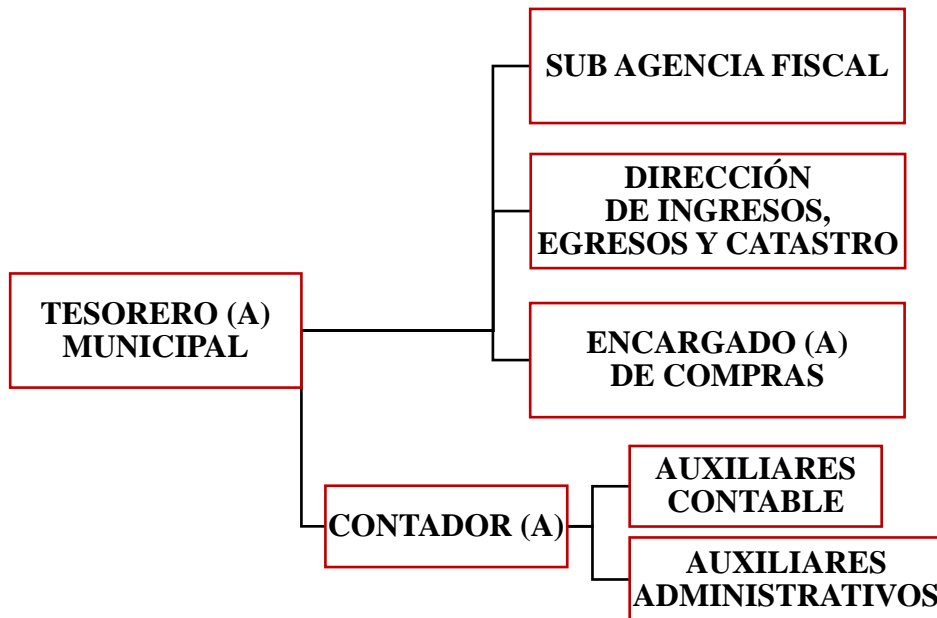 SUB AGENCIA FISCAL
DIRECCIÓN
DE INGRESOS,
EGRESOS Y CATASTRO
TESORERO (A)
MUNICIPAL
ENCARGADO (A)
DE COMPRAS
CONTADOR (A)
AUXILIARES
CONTABLE
AUXILIARES
ADMINISTRATIVOS